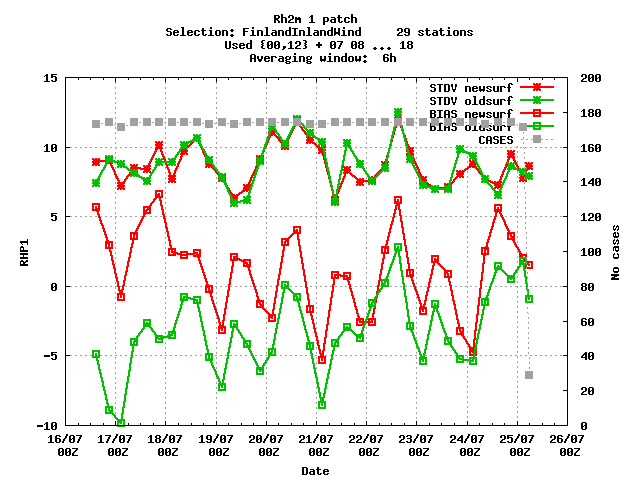 Rh2m 1 patch
Selection: FinlandInlandWind     29 stations
Used {00,12} + 07 08 ... 18
Averaging window:  6h
STDV newsurf
STDV oldsurf
BIAS newsurf
BIAS oldsurf
CASES
15
10
5
0
-5
-10
RHP1
200
180
160
140
120
100
80
60
40
20
0
No cases
16/07 17/07 18/07 19/07 20/07 21/07 22/07 23/07 24/07 25/07 26/07
00Z 00Z 00Z 00Z 00Z 00Z 00Z 00Z 00Z 00Z 00Z
Date